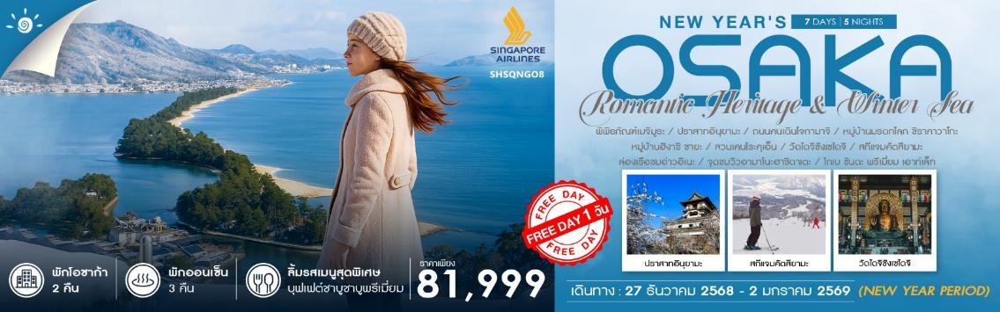 SINGAPORE
AIRLINES
SHSQNGO8
พักโอซาก้า
2 คืน
พักออนเซ็น
3 คืน
ลิ้มรสเมนูสุดพิเศษ
บุฟเฟต์ชาบูชาบูพรีเมี่ยม
ราคาเพียง
81,999
FREE DAY
FREE DAY 1 วัน
FREE DAY
NEW YEAR'S 7 DAYS | 5 NIGHTS
OSAKA
Romantic Heritage & Winter Sea
พิพิธภัณฑ์เมจิมูระ / ปราสาทอินุยามะ / ถนนคนเดินโจกามาจิ / หมู่บ้านมรดกโลก ชิราคาวาโกะ
หมู่บ้านฮิงาชิ ชายะ / สวนเคนโระคุเอ็น / วัดไดจิชิงเซไดจิ / สกีแจมคัตสึยามะ
ล่องเรือชมอ่าวอิเนะ / จุดชมวิวอามาโนะฮาชิดาเตะ / โกเบ ซันดะ พรีเมี่ยม เอาท์เล็ท
ปราสาทอินุยามะ
สกีแจมคัตสึยามะ
วัดไดจิชิงเซไดจิ
เดินทาง : 27 ธันวาคม 2568 - 2 มกราคม 2569 (NEW YEAR PERIOD)